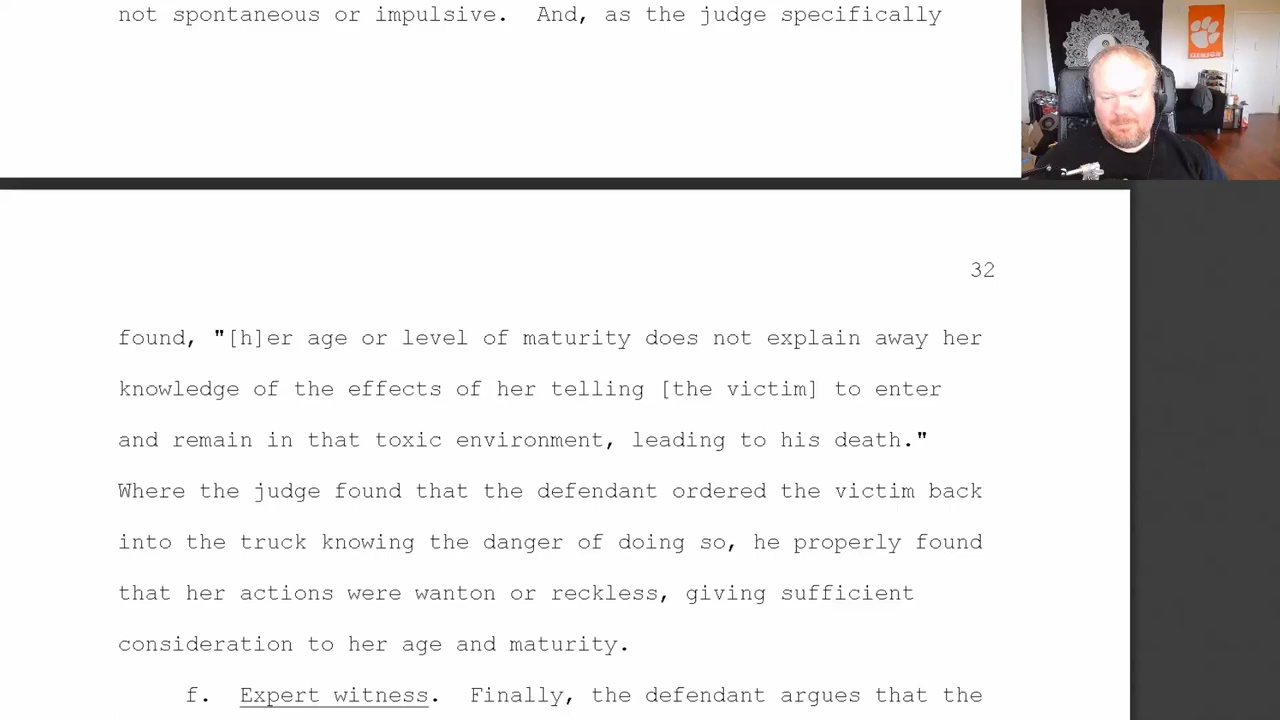 not spontaneous or impulsive. And, as the judge specifically
CLEMSON
32
found, "[h]er age or level of maturity does not explain away her
knowledge of the effects of her telling [the victim] to enter
and remain in that toxic environment, leading to his death."
Where the judge found that the defendant ordered the victim back
into the truck knowing the danger of doing so, he properly found
that her actions were wanton or reckless, giving sufficient
consideration to her age and maturity.
f. Expert witness. Finally, the defendant argues that the